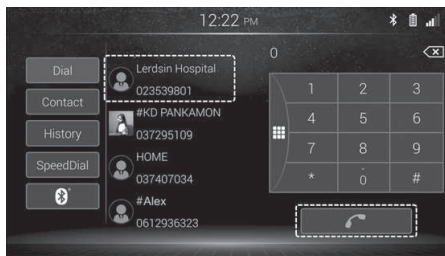 12:22 PM
Dial
Contact
History
SpeedDial
Lerdsin Hospital
023539801
#KD PANKAMON
037295109
HOME
037407034
#Alex
0612936323
0
1 2 3
4 5 6
7 8 9
* 0 #